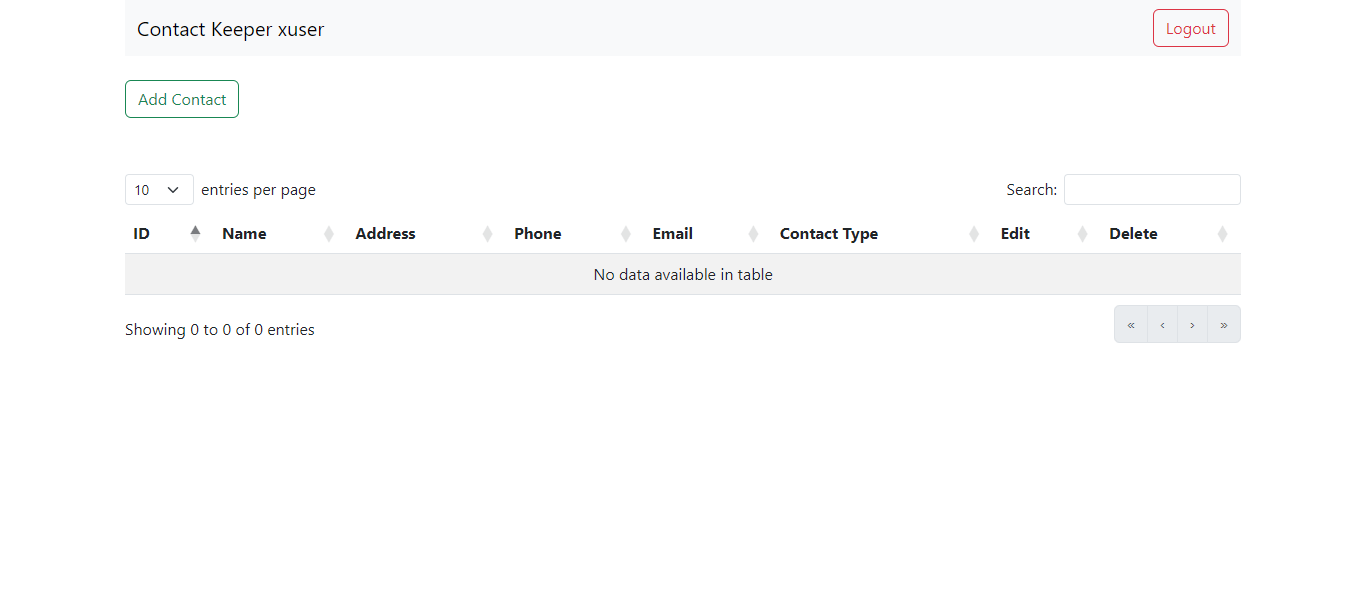 Contact Keeper xuser Logout
Add Contact
10 entries per page Search:
ID Name Address Phone Email Contact Type Edit Delete
No data available in table
Showing 0 to 0 of 0 entries « ‹ › »